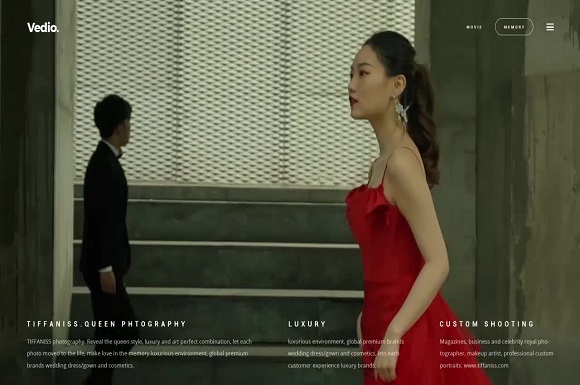 Vedio.
MOVIE
MEMORY
TIFFANISS.QUEEN PHTOGRAPHY
TIFFANISS photography. Reveal the queen style, luxury and art perfect combination, let each
photo moved to the life, make love in the memory.luxurious environment, global premium
brands wedding dress/gown and cosmetics.
LUXURY
luxurious environment, global premium brands
wedding dress/gown and cosmetics, lets each
customer experience luxury brands.
CUSTOM SHOOTING
Magazines, business and celebrity royal pho-
tographer, makeup artist, professional custom
portraits. www.tiffaniss.com